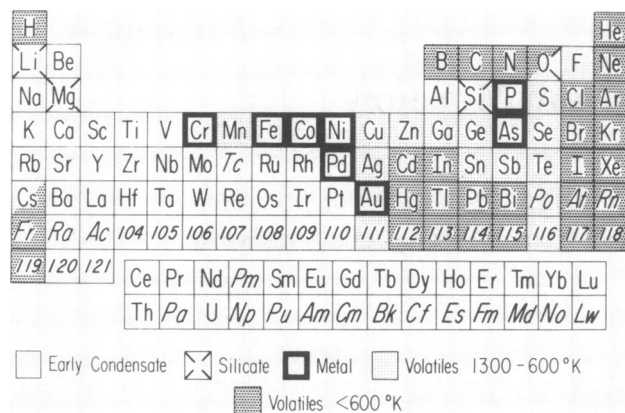 H He
Li Be B C N O F Ne
Na Mg Al Si P S Cl Ar
K Ca Sc Ti V Cr Mn Fe Co Ni Cu Zn Ga Ge As Se Br Kr
Rb Sr Y Zr Nb Mo Tc Ru Rh Pd Ag Cd In Sn Sb Te I Xe
Cs Ba La Hf Ta W Re Os Ir Pt Au Hg Tl Pb Bi Po At Rn
Fr Ra Ac 104 105 106 107 108 109 110 111 112 113 114 115 116 117 118
119 120 121
Ce Pr Nd Pm Sm Eu Gd Tb Dy Ho Er Tm Yb Lu
Th Pa U Np Pu Am Cm Bk Cf Es Fm Md No Lw
Early Condensate Silicate Metal Volatiles 1300-600°K
Volatiles <600°K